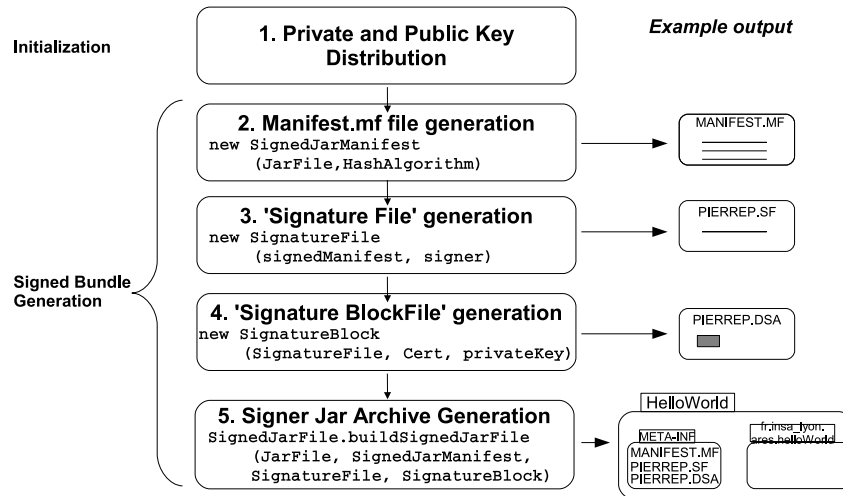 Initialization
1. Private and Public Key
Distribution
Example output
2. Manifest.mf file generation
new SignedJarManifest
(JarFile,HashAlgorithm)
MANIFEST.MF
3. 'Signature File' generation
new SignatureFile
(signedManifest, signer)
PIERREP.SF
Signed Bundle
Generation
4. 'Signature BlockFile' generation
new SignatureBlock
(SignatureFile, Cert, privateKey)
PIERREP.DSA
5. Signer Jar Archive Generation
SignedJarFile.buildSignedJarFile
(JarFile, SignedJarManifest,
SignatureFile, SignatureBlock)
HelloWorld
META-INF
MANIFEST.MF
PIERREP.SF
PIERREP.DSA
fr.insa_lyon.
ares.helloWorld